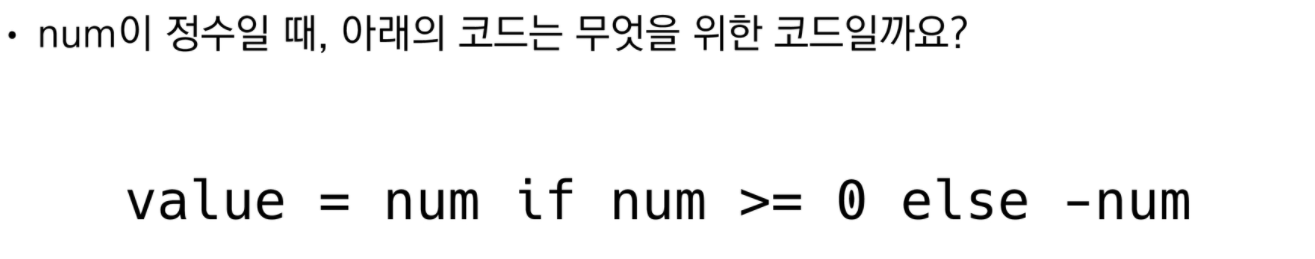 • num이 정수일 때, 아래의 코드는 무엇을 위한 코드일까요?
value = num if num >= 0 else -num